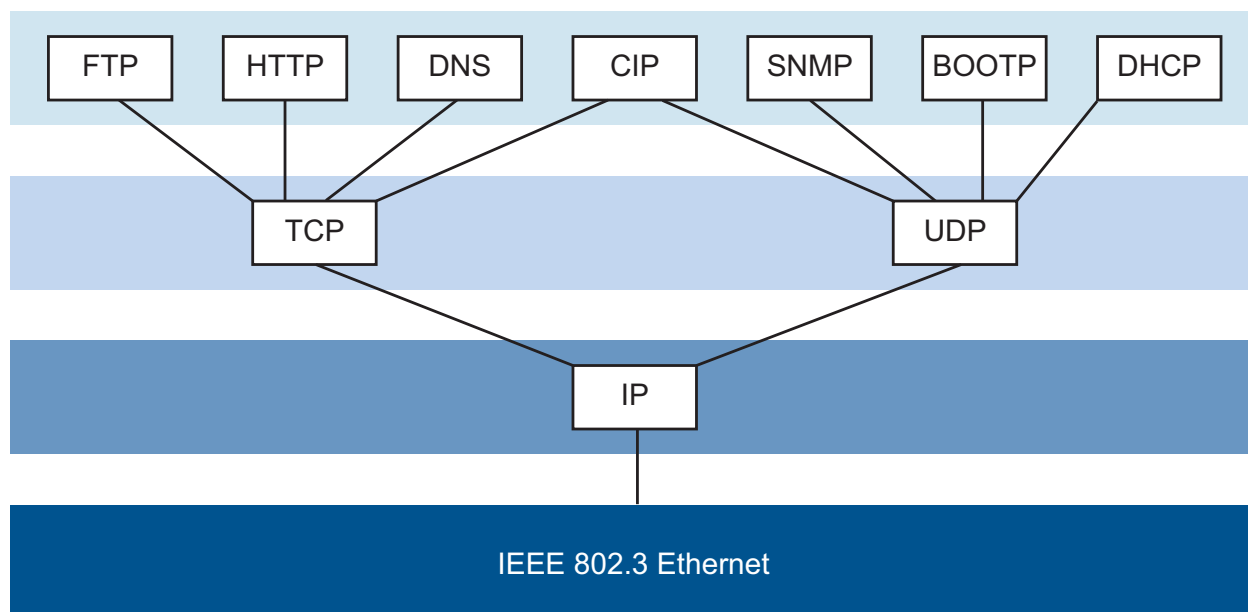 FTP
HTTP
DNS
CIP
SNMP
BOOTP
DHCP
TCP
UDP
IP
IEEE 802.3 Ethernet